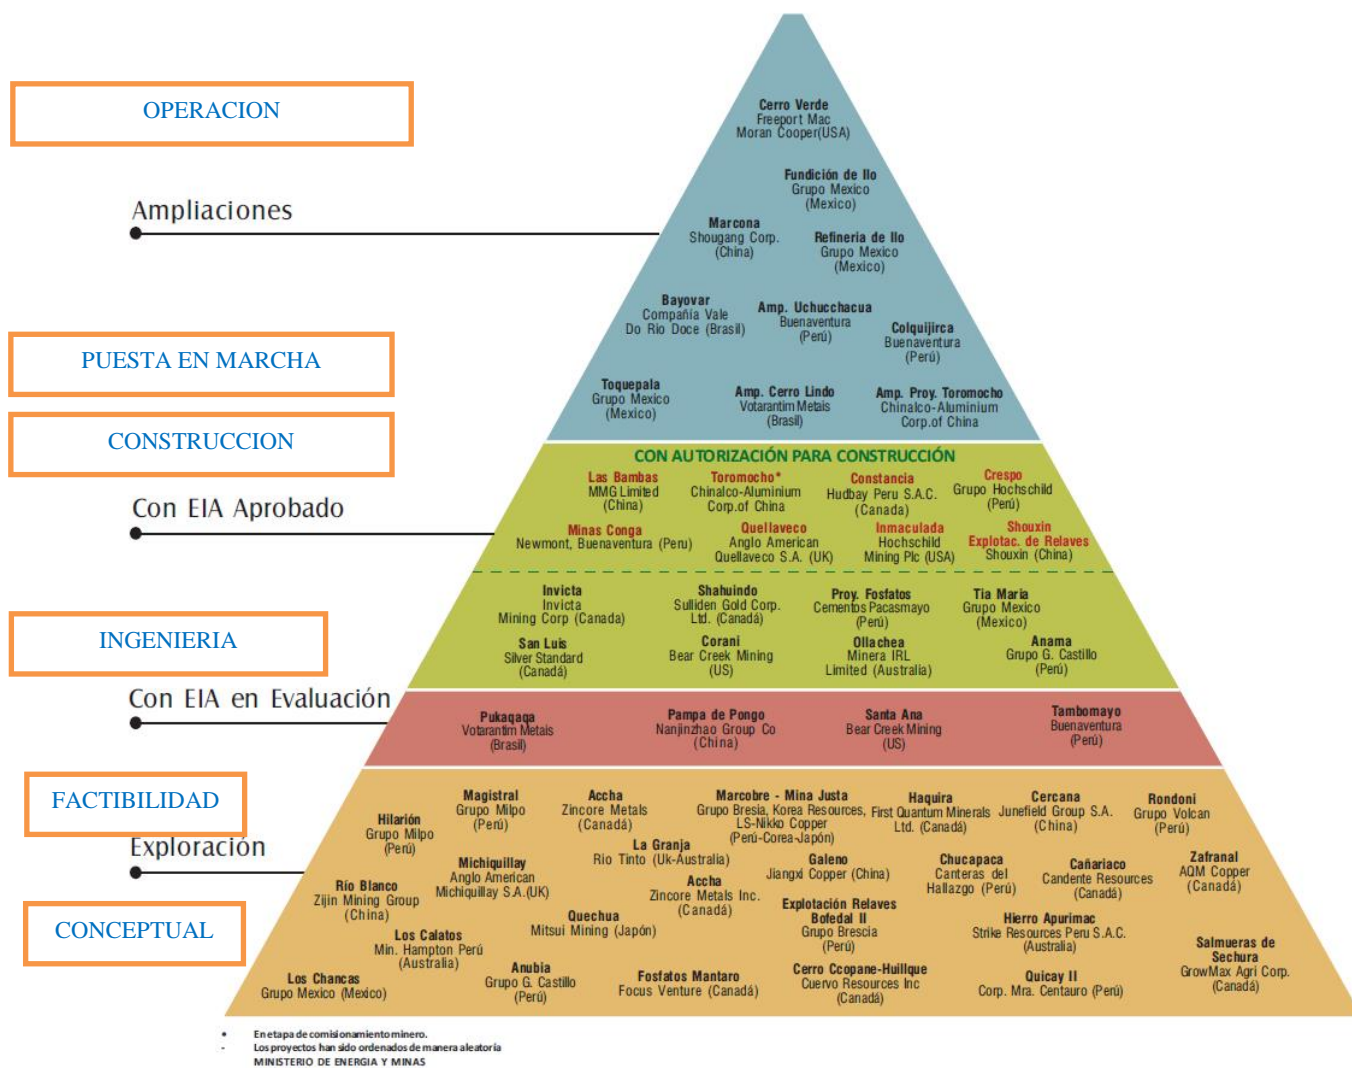 OPERACION
Ampliaciones
PUESTA EN MARCHA
CONSTRUCCION
Con EIA Aprobado
INGENIERIA
Con EIA en Evaluación
FACTIBILIDAD
Exploración
CONCEPTUAL
Cerro Verde
Freeport Mac
Moran Cooper(USA)
Fundición de Ilo
Grupo Mexico
(Mexico)
Marcona
Shougang Corp.
(China)
Refineria de Ilo
Grupo Mexico
(Mexico)
Bayovar
Compañia Vale
Do Rio Doce (Brasil)
Amp. Uchucchacua
Buenaventura
(Perú)
Colquijirca
Buenaventura
(Perú)
Toquepala
Grupo Mexico
(Mexico)
Amp. Cerro Lindo
Votarantim Metais
(Brasil)
Amp. Proy. Toromocho
Chinalco-Aluminium
Corp.of China
CON AUTORIZACIÓN PARA CONSTRUCCIÓN
Las Bambas
MMG Limited
(China)
Toromocho*
Chinalco-Aluminium
Corp.of China
Constancia
Hudbay Peru S.A.C.
(Canada)
Crespo
Grupo Hochschild
(Perú)
Minas Conga
Newmont, Buenaventura (Peru)
Quellaveco
Anglo American
Quellaveco S.A. (UK)
Inmaculada
Hochschild
Mining Plc (USA)
Shouxin
Explotac. de Relaves
Shouxin (China)
Invicta
Invicta
Mining Corp (Canada)
Shahuindo
Sulliden Gold Corp.
Ltd. (Canadá)
Proy. Fosfatos
Cementos Pacasmayo
(Perú)
Tia Maria
Grupo Mexico
(Mexico)
San Luis
Silver Standard
(Canadá)
Corani
Bear Creek Mining
(US)
Ollachea
Minera IRL
Limited (Australia)
Anama
Grupo G. Castillo
(Perú)
Pukaqaqa
Votarantim Metais
(Brasil)
Pampa de Pongo
Nanjinzhao Group Co
(China)
Santa Ana
Bear Creek Mining
(US)
Tambomayo
Buenaventura
(Perú)
Hilarión
Grupo Milpo
(Perú)
Magistral
Grupo Milpo
(Perú)
Accha
Zincore Metals
(Canadá)
Marcobre - Mina Justa
Grupo Bresia, Korea Resources,
LS-Nikko Copper
(Perú-Corea-Japón)
Haquira
First Quantum Minerals
Ltd. (Canadá)
Cercana
Junefield Group S.A.
(China)
Rondoni
Grupo Volcan
(Perú)
La Granja
Rio Tinto (Uk-Australia)
Michiquillay
Anglo American
Michiquillay S.A.(UK)
Galeno
Jiangxi Copper (China)
Chucapaca
Canteras del
Hallazgo (Perú)
Cañariaco
Candente Resources
(Canadá)
Zafranal
AQM Copper
(Canadá)
Río Blanco
Zijin Mining Group
(China)
Accha
Zincore Metals Inc.
(Canadá)
Quechua
Mitsui Mining (Japón)
Explotación Relaves
Bofedal II
Grupo Brescia
(Perú)
Hierro Apurimac
Strike Resources Peru S.A.C.
(Australia)
Los Calatos
Min. Hampton Perú
(Australia)
Salmueras de
Sechura
GrowMax Agri Corp.
(Canadá)
Los Chancas
Grupo Mexico (Mexico)
Anubia
Grupo G. Castillo
(Perú)
Fosfatos Mantaro
Focus Venture (Canadá)
Cerro Ccopane-Huillque
Cuervo Resources Inc
(Canadá)
Quicay II
Corp. Mra. Centauro (Perú)
• En etapa de comisionamiento minero.
- Los proyectos han sido ordenados de manera aleatoría
MINISTERIO DE ENERGIA Y MINAS